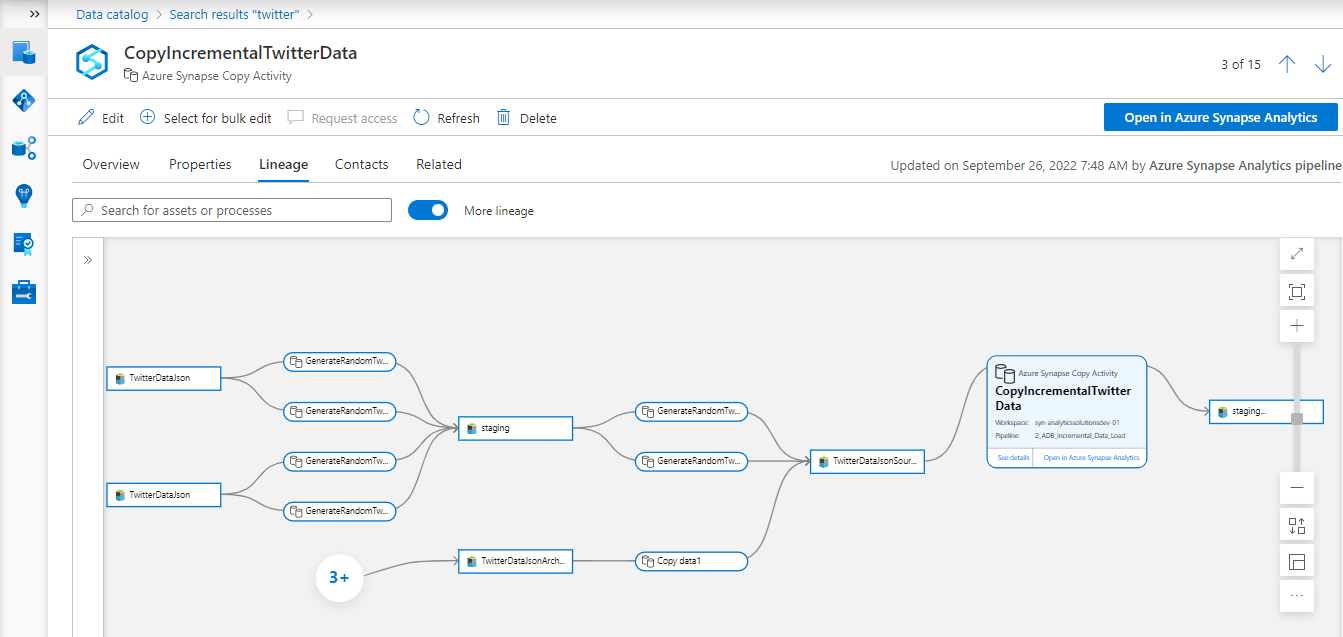 Data catalog > Search results "twitter" >
CopyIncrementalTwitterData
Azure Synapse Copy Activity
3 of 15
Edit
Select for bulk edit
Request access
Refresh
Delete
Open in Azure Synapse Analytics
Overview
Properties
Lineage
Contacts
Related
Updated on September 26, 2022 7:48 AM by Azure Synapse Analytics pipeline
Search for assets or processes
More lineage
TwitterDataJson
TwitterDataJson
GenerateRandomTw...
GenerateRandomTw...
GenerateRandomTw...
GenerateRandomTw...
3+
staging
TwitterDataJsonArch...
GenerateRandomTw...
GenerateRandomTw...
Copy data1
TwitterDataJsonSour...
Azure Synapse Copy Activity
CopyIncrementalTwitter
Data
Workspace: syn-analyticssolutionsdev-01
Pipeline: 2_ADB_Incremental_Data_Load
See details
Open in Azure Synapse Analytics
staging...